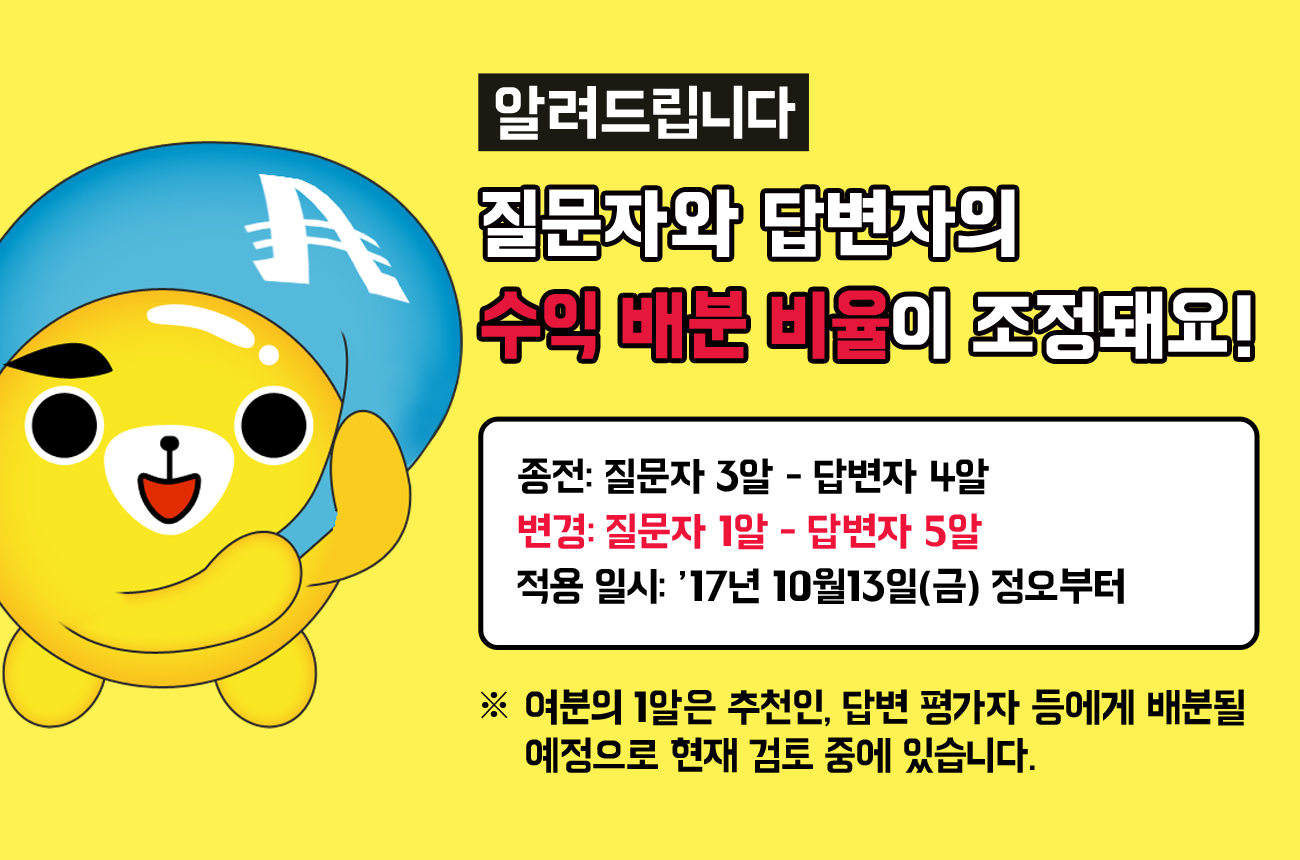 알려드립니다
질문자와 답변자의
수익 배분 비율이 조정돼요!
종전: 질문자 3알 - 답변자 4알
변경: 질문자 1알 - 답변자 5알
적용 일시: ’17년 10월13일(금) 정오부터
※ 여분의 1알은 추천인, 답변 평가자 등에게 배분될
예정으로 현재 검토 중에 있습니다.